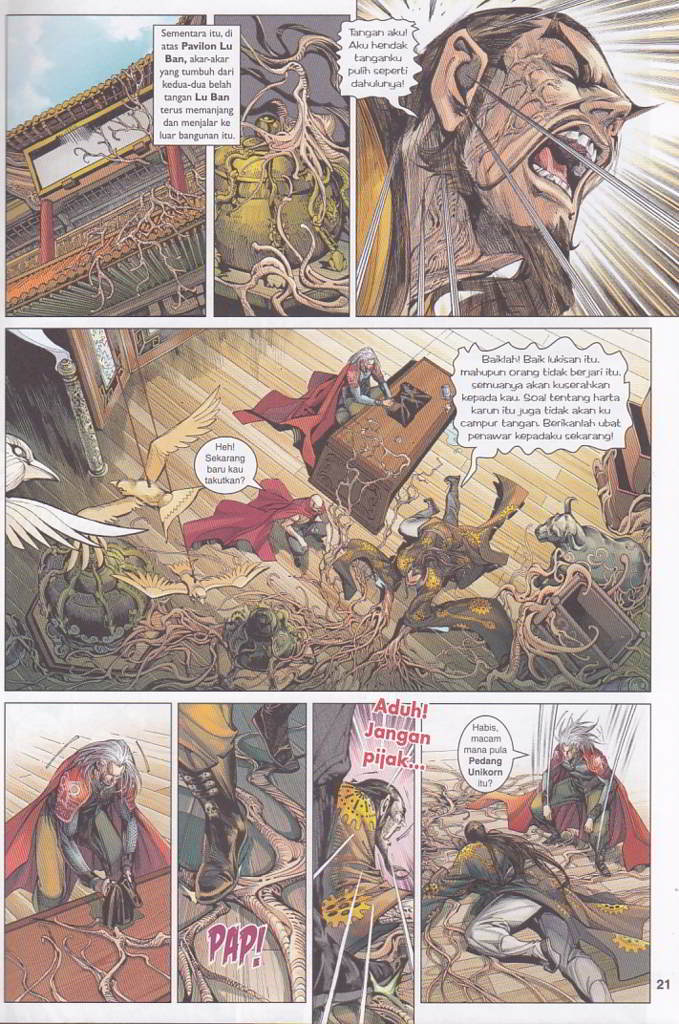 Sementara itu, di
atas Pavilon Lu
Ban, akar-akar
yang tumbuh dari
kedua-dua belah
tangan Lu Ban
terus memanjang
dan menjalar ke
luar bangunan itu.
Tangan aku!
Aku hendak
tanganku
pulih seperti
dahulunya!
Heh!
Sekarang
baru kau
takutkan?
Baiklah! Baik lukisan itu,
mahupun orang tidak berjari itu,
semuanya akan kuserahkan
kepada kau. Soal tentang harta
karun itu juga tidak akan ku
campur tangan. Berikanlah ubat
penawar kepadaku sekarang!
PAP!
Aduh!
Jangan
pijak...
Habis,
macam
mana pula
Pedang
Unikorn
itu?
21